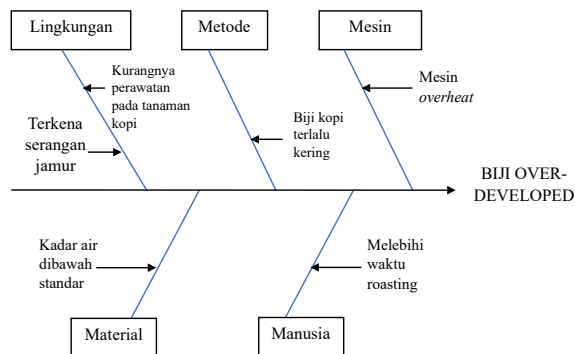 Lingkungan
Metode
Mesin
Kurangnya
perawatan
pada tanaman
kopi
Mesin
overheat
Terkena
serangan
jamur
Biji kopi
terlalu
kering
BIJI OVER-
DEVELOPED
Kadar air
dibawah
standar
Melebihi
waktu
roasting
Material
Manusia